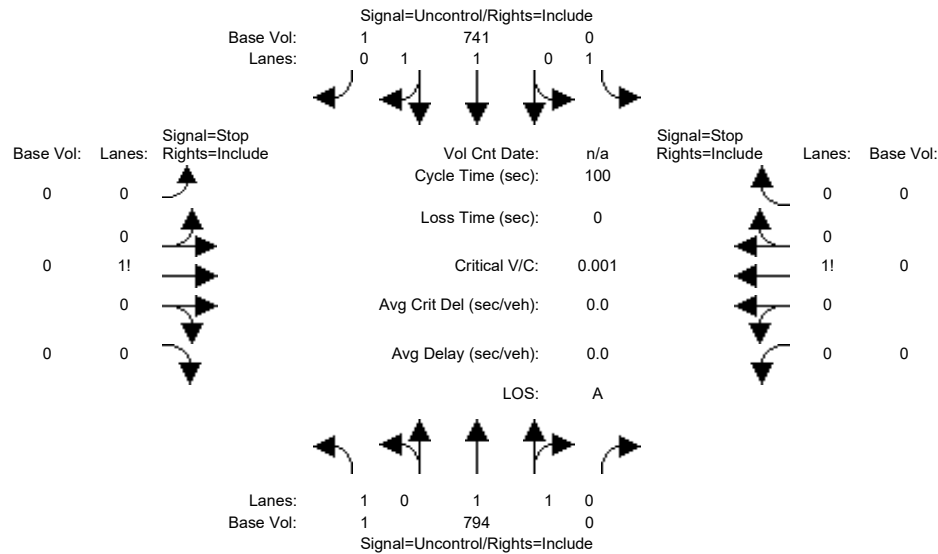 Signal=Uncontrol/Rights=Include
Base Vol: 1 741 0
Lanes: 0 1 1 0 1
Signal=Stop Signal=Stop
Base Vol: Lanes: Rights=Include Vol Cnt Date: n/a Rights=Include Lanes: Base Vol:
Cycle Time (sec): 100
0 0 0 0
Loss Time (sec): 0
0 0
0 1! Critical V/C: 0.001 1! 0
0 Avg Crit Del (sec/veh): 0.0 0
0 0 Avg Delay (sec/veh): 0.0 0 0
LOS: A
Lanes: 1 0 1 1 0
Base Vol: 1 794 0
Signal=Uncontrol/Rights=Include